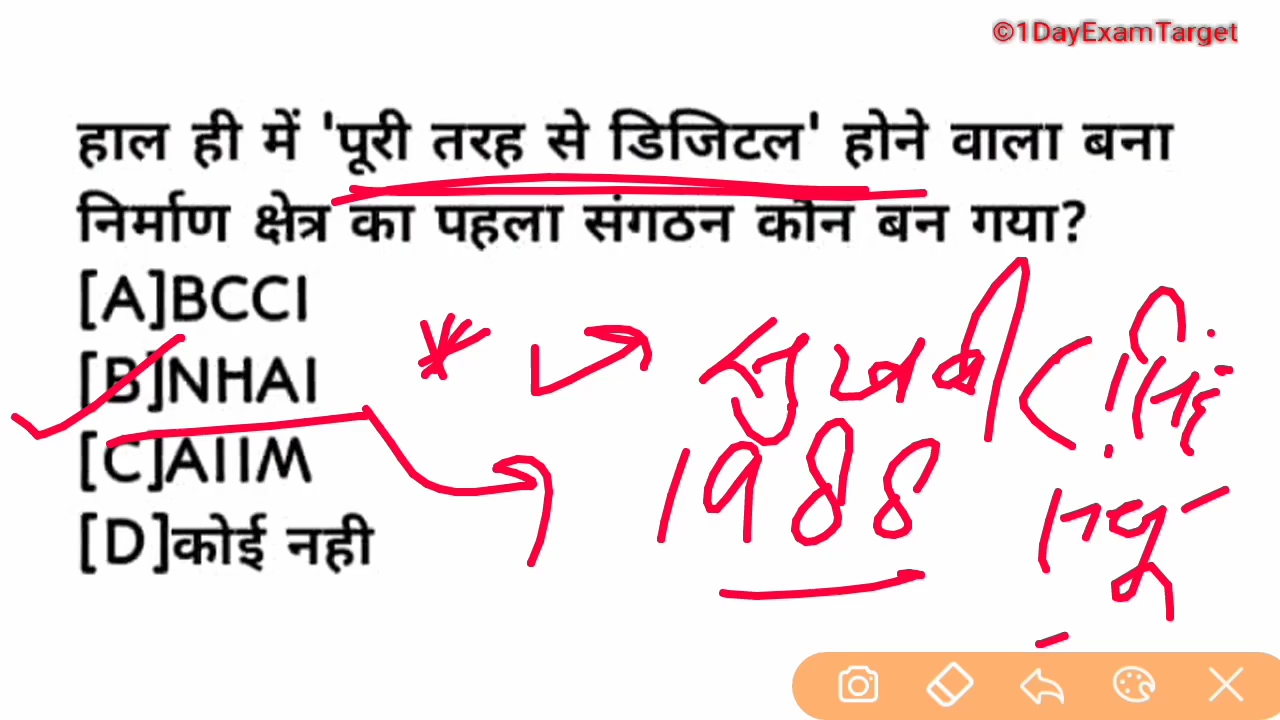 ©1DayExamTarget
हाल ही में 'पूरी तरह से डिजिटल' होने वाला बना
निर्माण क्षेत्र का पहला संगठन कौन बन गया?
[A]BCCI
[B]NHAI
[C]AIIM
[D]कोई नही
सुखबीर सिंह
1988